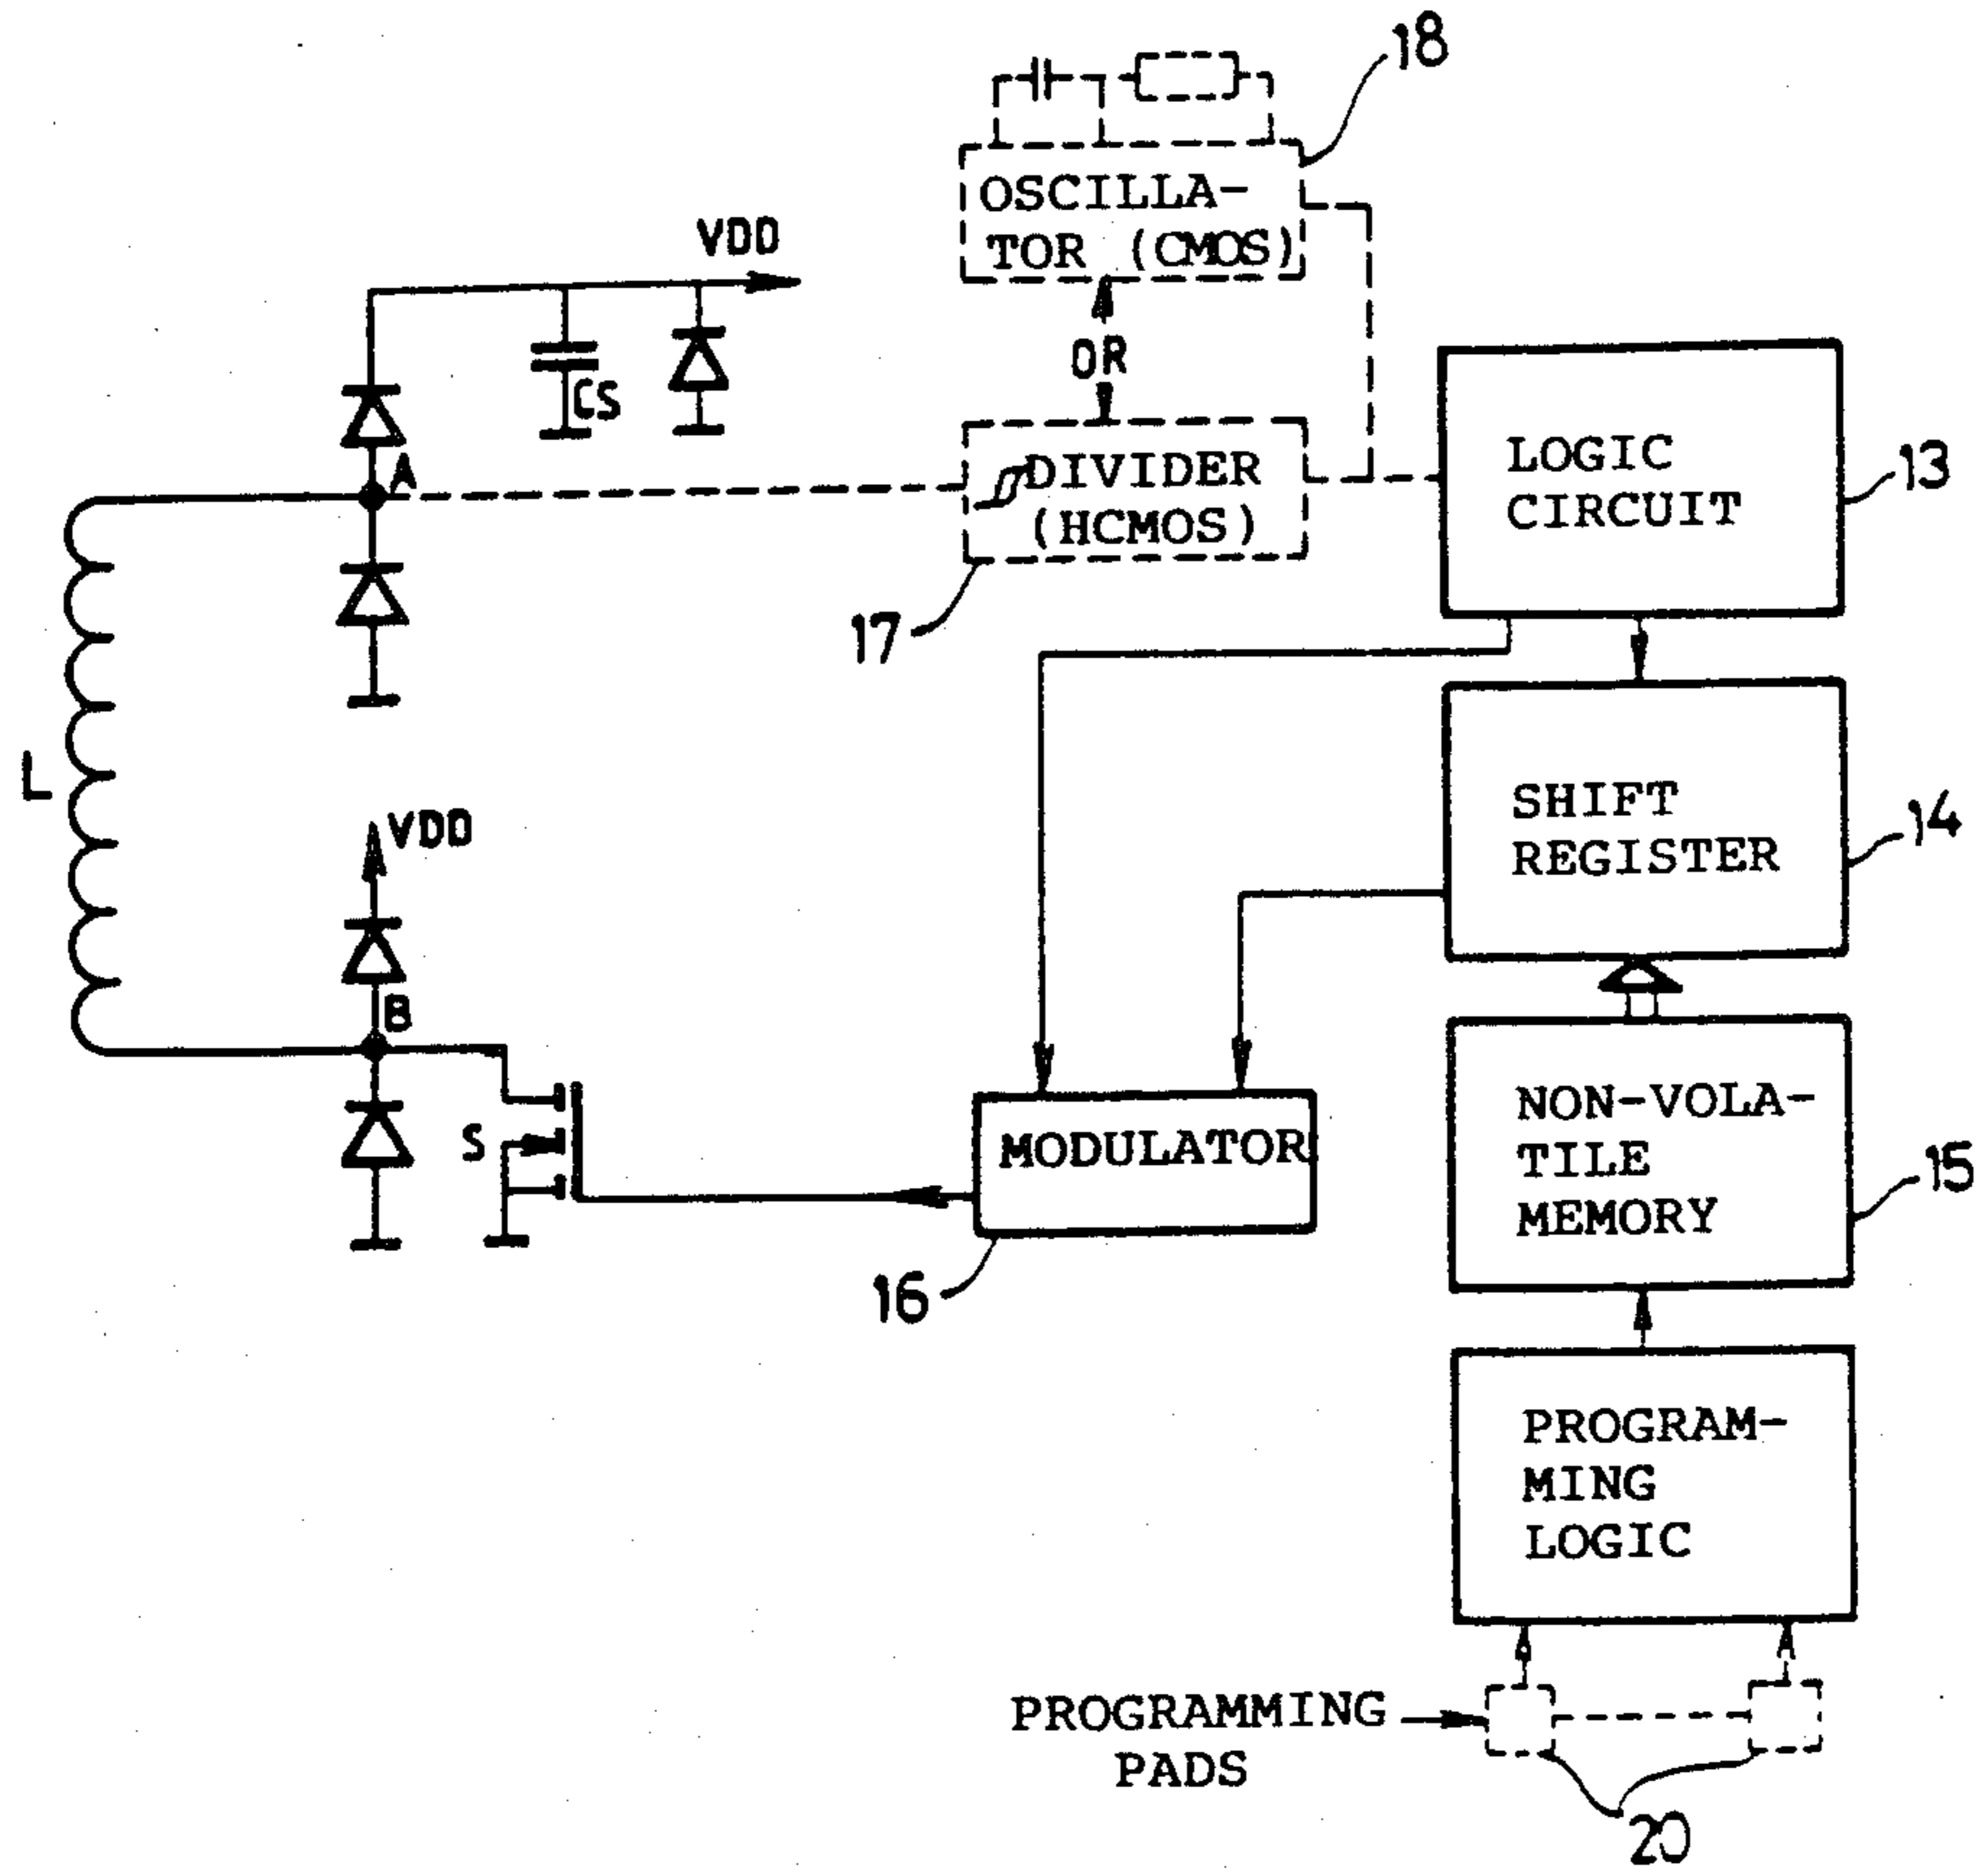 18
OSCILLA-
TOR (CMOS)
VDD
CS
OR
A
DIVIDER
(HCMOS)
17
LOGIC
CIRCUIT
13
L
VDD
SHIFT
REGISTER
14
B
S
MODULATOR
16
NON-VOLA-
TILE
MEMORY
15
PROGRAM-
MING
LOGIC
PROGRAMMING
PADS
20